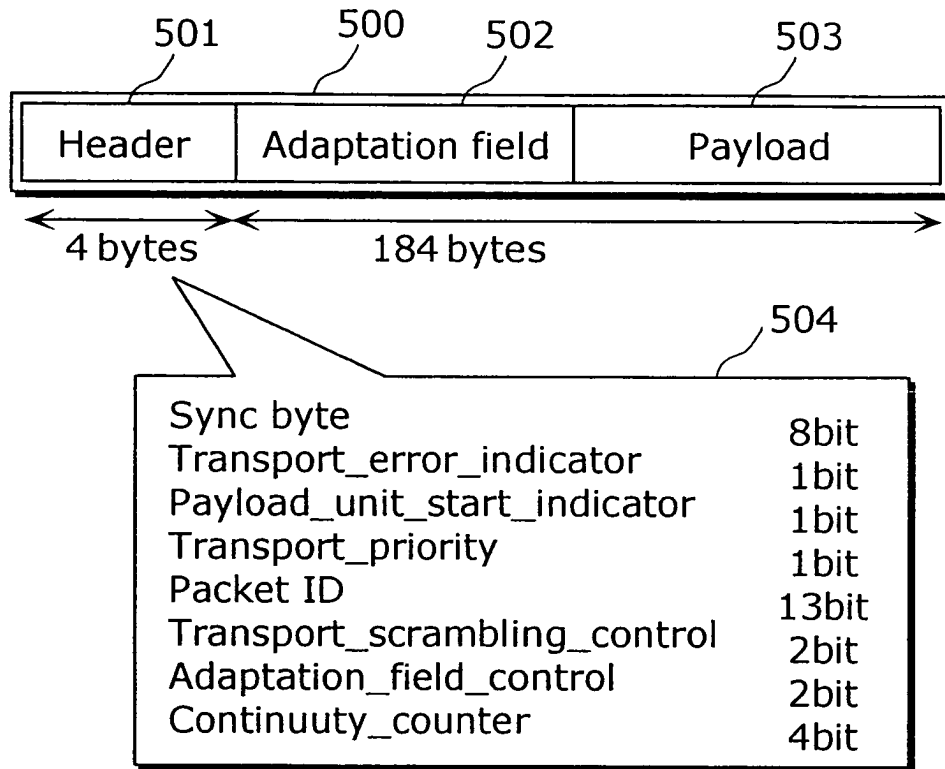 501 500 502 503
Header Adaptation field Payload
4 bytes 184 bytes
504
Sync byte 8bit
Transport_error_indicator 1bit
Payload_unit_start_indicator 1bit
Transport_priority 1bit
Packet ID 13bit
Transport_scrambling_control 2bit
Adaptation_field_control 2bit
Continuuty_counter 4bit